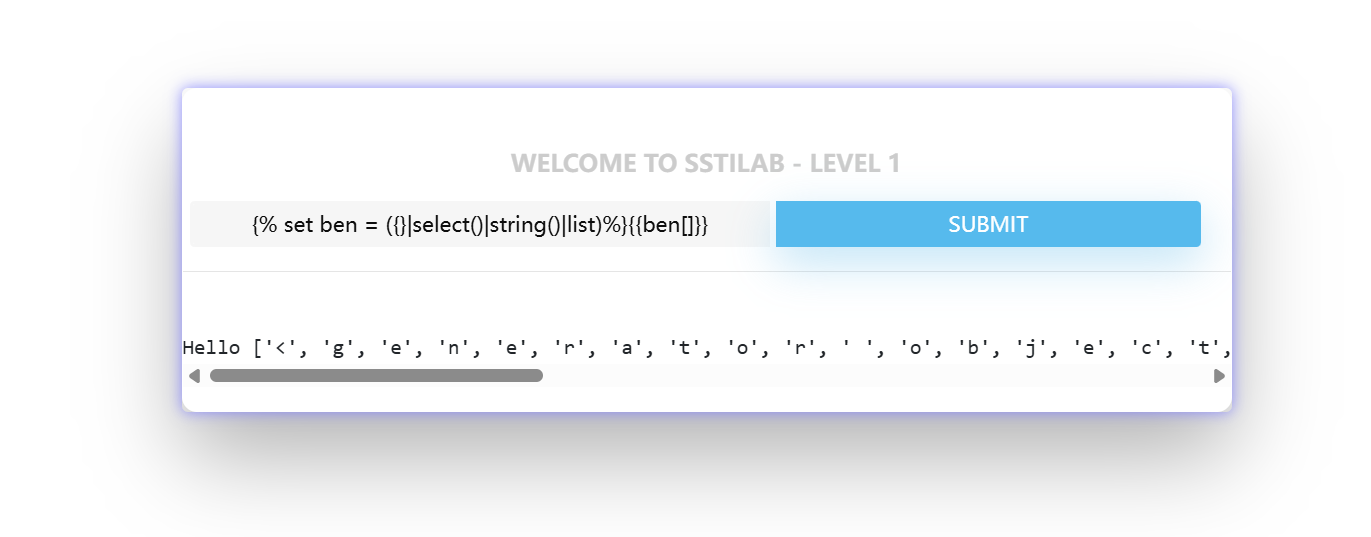 WELCOME TO SSTILAB - LEVEL 1
{% set ben = ({}|select()|string()|list)%}{{ben[]}}
SUBMIT
Hello ['<', 'g', 'e', 'n', 'e', 'r', 'a', 't', 'o', 'r', ' ', 'o', 'b', 'j', 'e', 'c', 't',